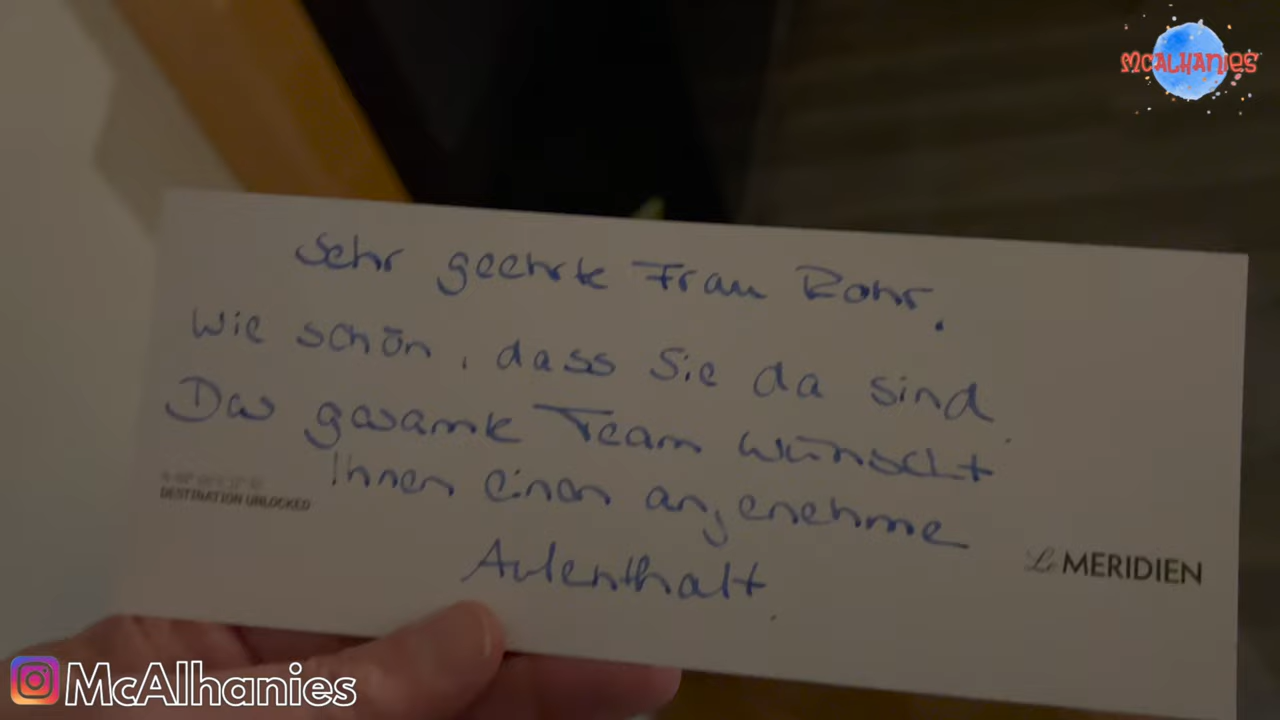 McALHANiES
Sehr geehrte Frau Rohr,
Wie schön, dass Sie da sind.
Das gesamte Team wünscht
Ihnen einen angenehme
Aufenthalt.
DESTINATION UNLOCKED
Le MERIDIEN
McAlhanies